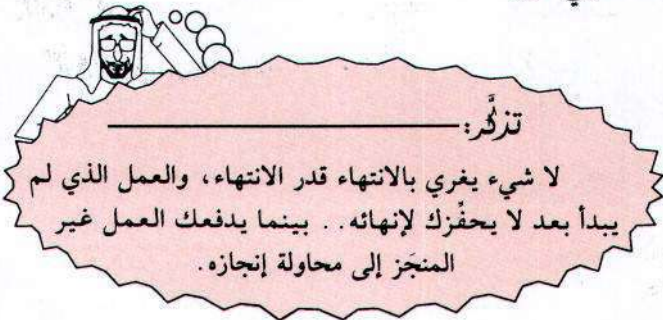 تذكَّر:
لا شيء يغري بالانتهاء قدر الانتهاء، والعمل الذي لم
يبدأ بعد لا يحفِّزك لإنهائه.. بينما يدفعك العمل غير
المنجَز إلى محاولة إنجازه.